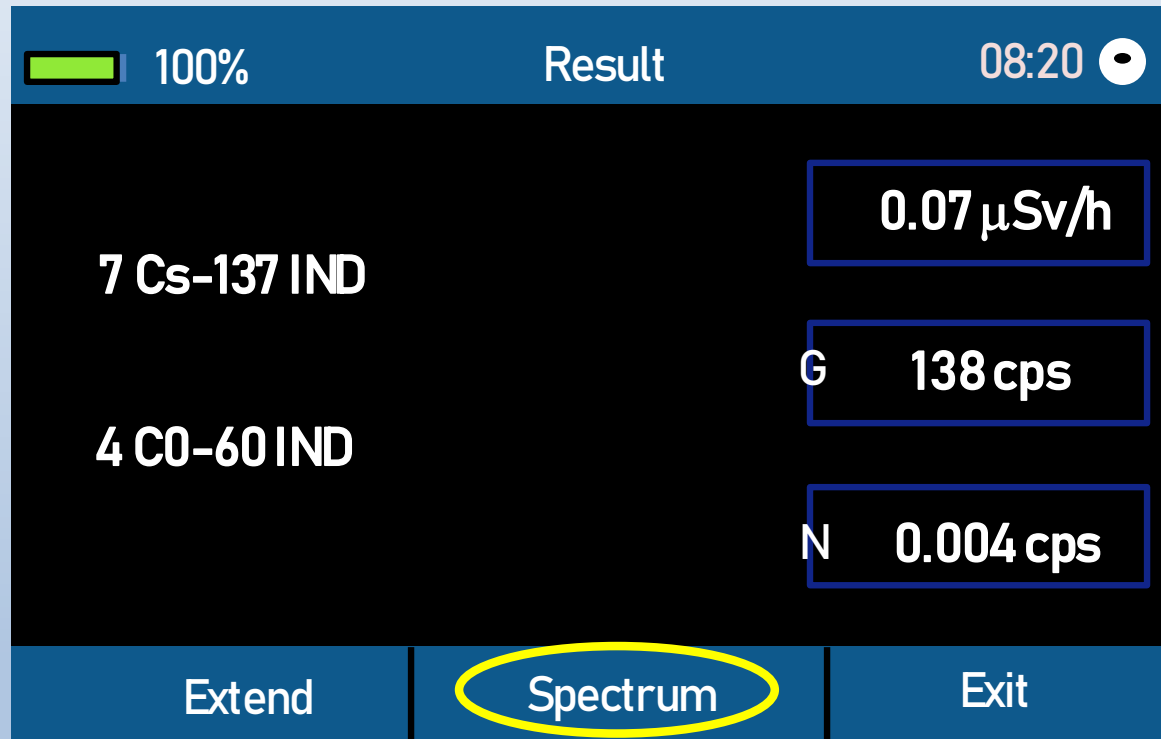 100% Result 08:20
0.07 μSv/h
7 Cs-137 IND
G 138 cps
4 C0-60 IND
N 0.004 cps
Extend Spectrum Exit